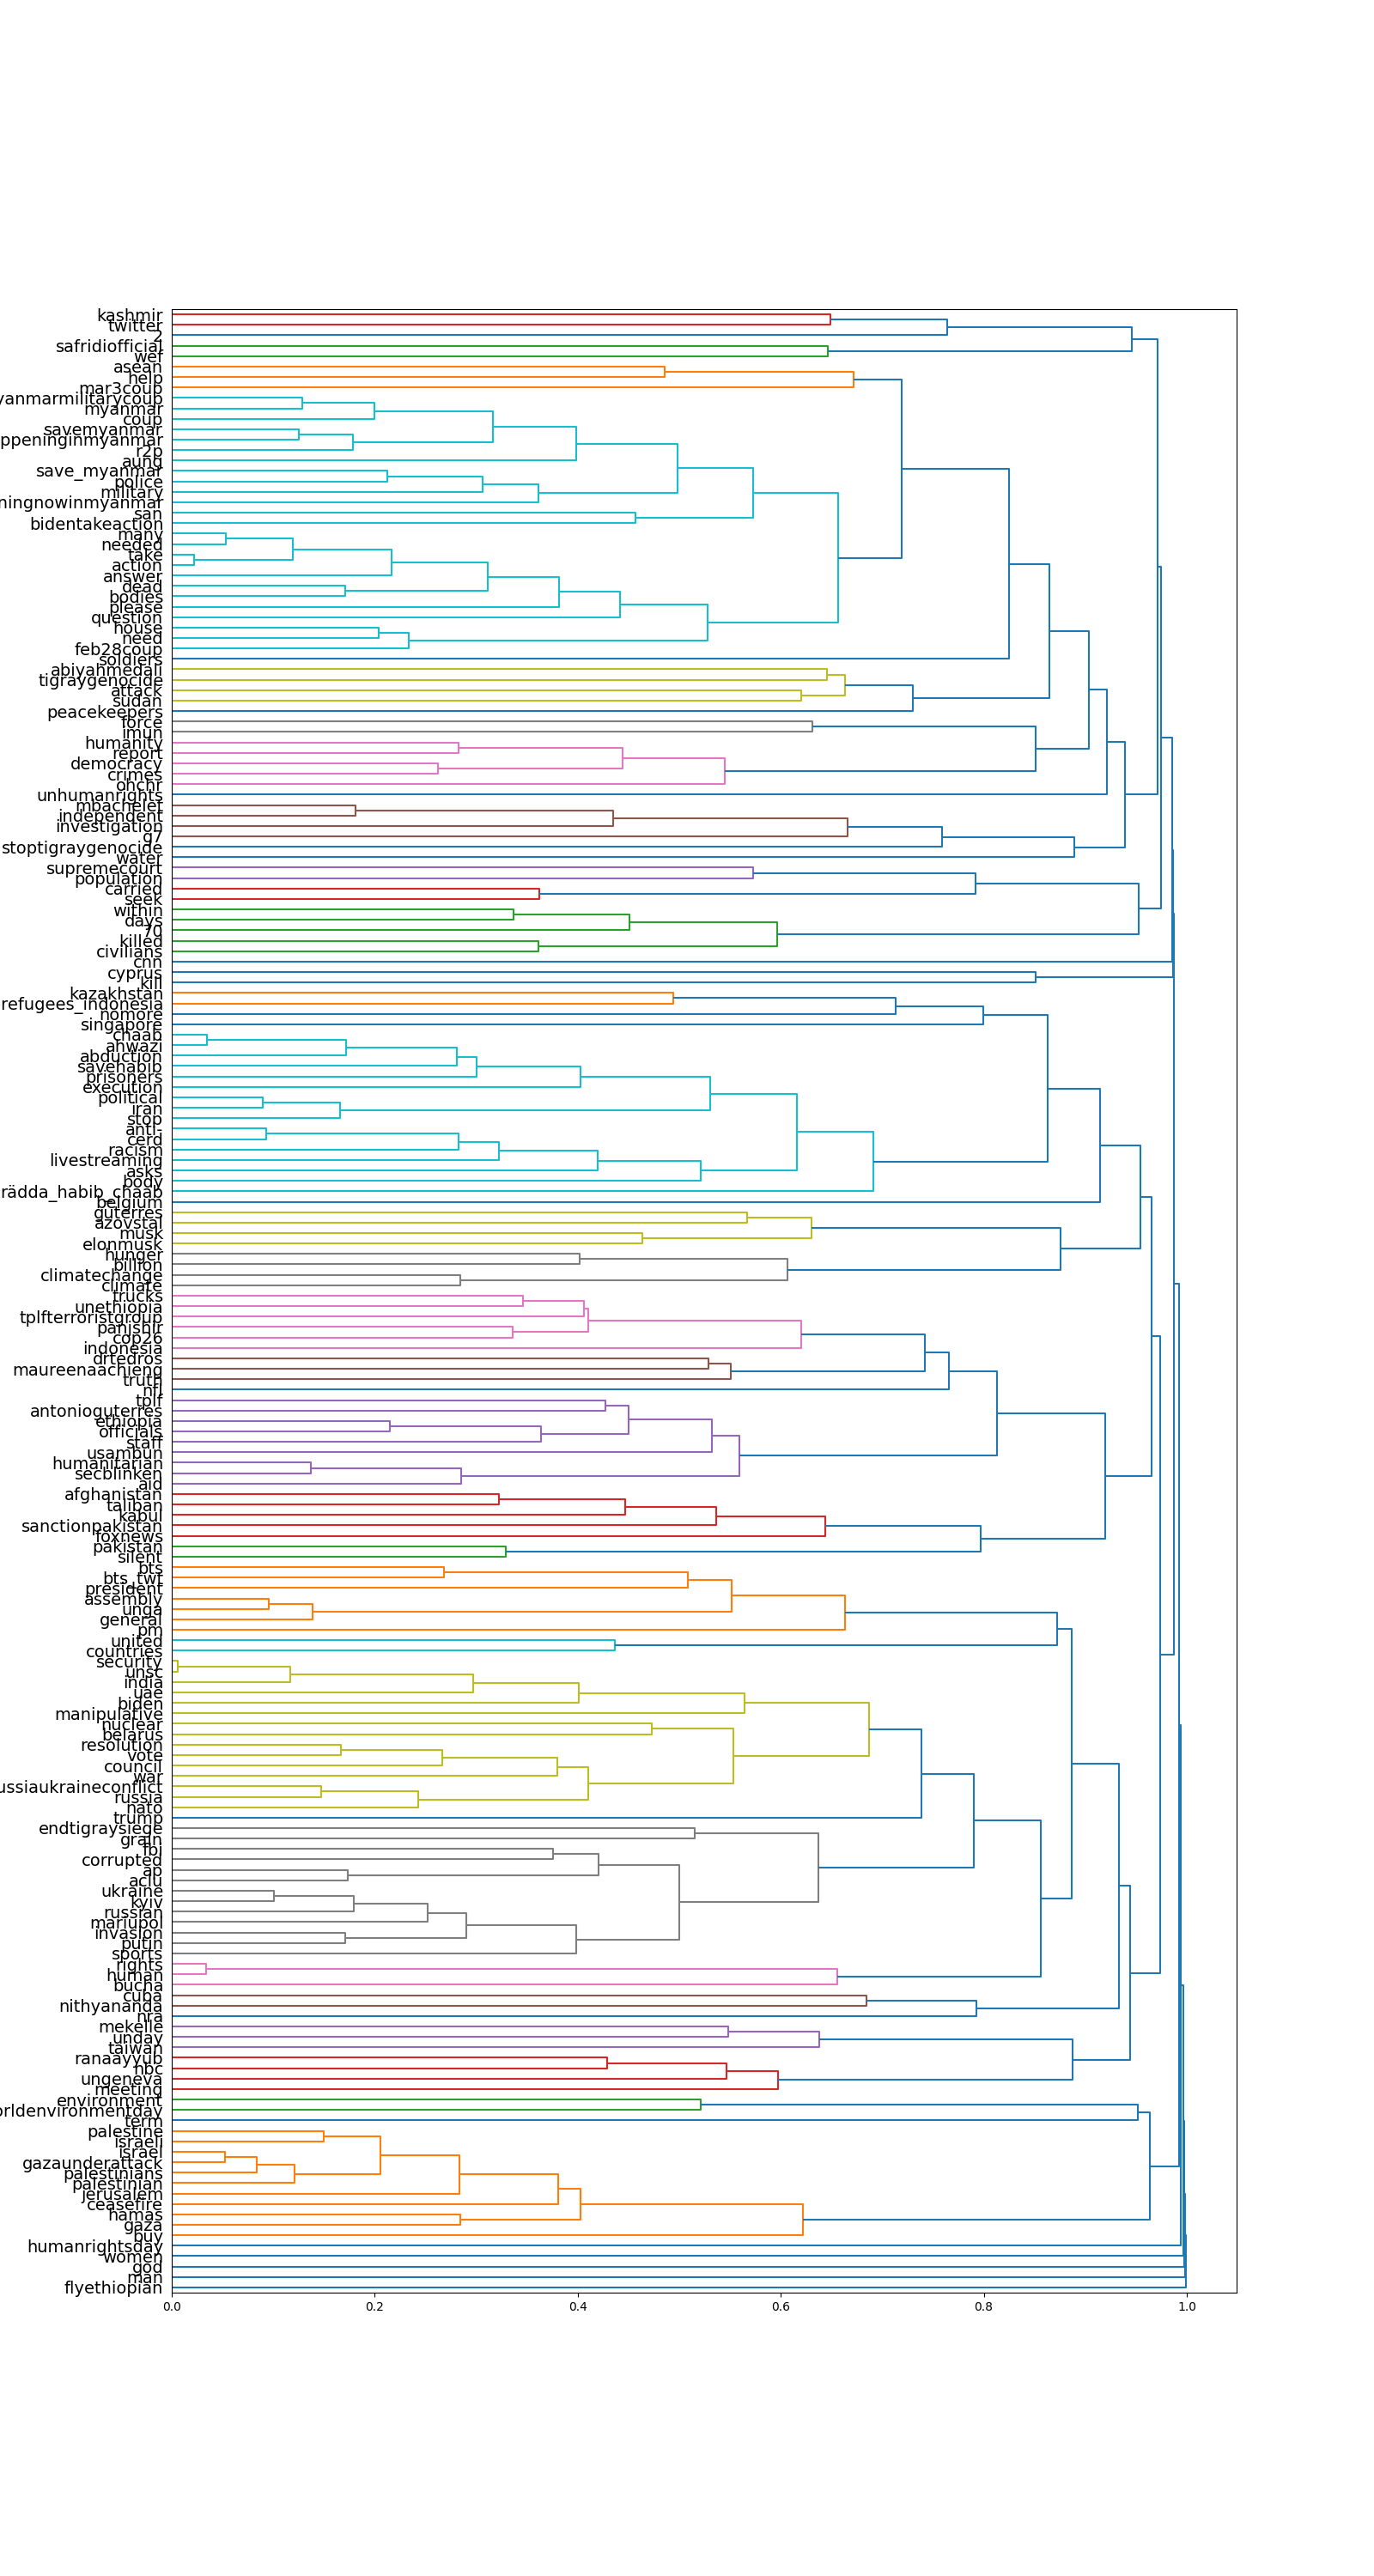 kashmir
twitter
2
safridiofficial
wef
asean
help
mar3coup
yanmarmilitarycoup
myanmar
coup
savemyanmar
ppeninginmyanmar
r2p
aung
save_myanmar
police
military
ningnowinmyanmar
san
bidentakeaction
many
needed
take
action
answer
dead
bodies
please
question
house
need
feb28coup
soldiers
abiyahmedali
tigraygenocide
attack
sudan
peacekeepers
force
imun
humanity
report
democracy
crimes
ohchr
unhumanrights
mbachelet
independent
investigation
g7
stoptigraygenocide
water
supremecourt
population
carried
seek
within
days
70
killed
civilians
cnn
cyprus
kill
kazakhstan
refugees_indonesia
nomore
singapore
chaab
ahwazi
abduction
savehabib
prisoners
execution
political
iran
stop
anti-
cerd
racism
livestreaming
asks
body
rädda_habib_chaab
belgium
guterres
azovstal
musk
elonmusk
hunger
billion
climatechange
climate
trucks
unethiopia
tplfterroristgroup
panjshir
cop26
indonesia
drtedros
maureenaachieng
truth
nfl
tplf
antonioguterres
ethiopia
officials
staff
usambun
humanitarian
secblinken
aid
afghanistan
taliban
kabul
sanctionpakistan
foxnews
pakistan
silent
bts
bts_twt
president
assembly
unga
general
pm
united
countries
security
unsc
india
uae
biden
manipulative
nuclear
belarus
resolution
vote
council
war
ussiaukraineconflict
russia
nato
trump
endtigraysiege
grain
fbi
corrupted
ap
aclu
ukraine
kyiv
russian
mariupol
invasion
putin
sports
rights
human
bucha
cuba
nithyananda
nra
mekelle
unday
taiwan
ranaayyub
nbc
ungeneva
meeting
environment
orldenvironmentday
term
palestine
israeli
israel
gazaunderattack
palestinians
palestinian
jerusalem
ceasefire
hamas
gaza
buy
humanrightsday
women
god
man
flyethiopian
0.0 0.2 0.4 0.6 0.8 1.0